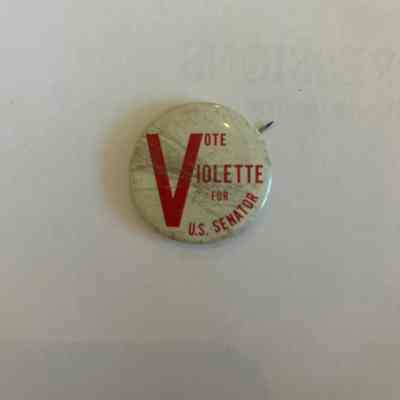 VOTE
VIOLETTE
FOR
U.S. SENATOR